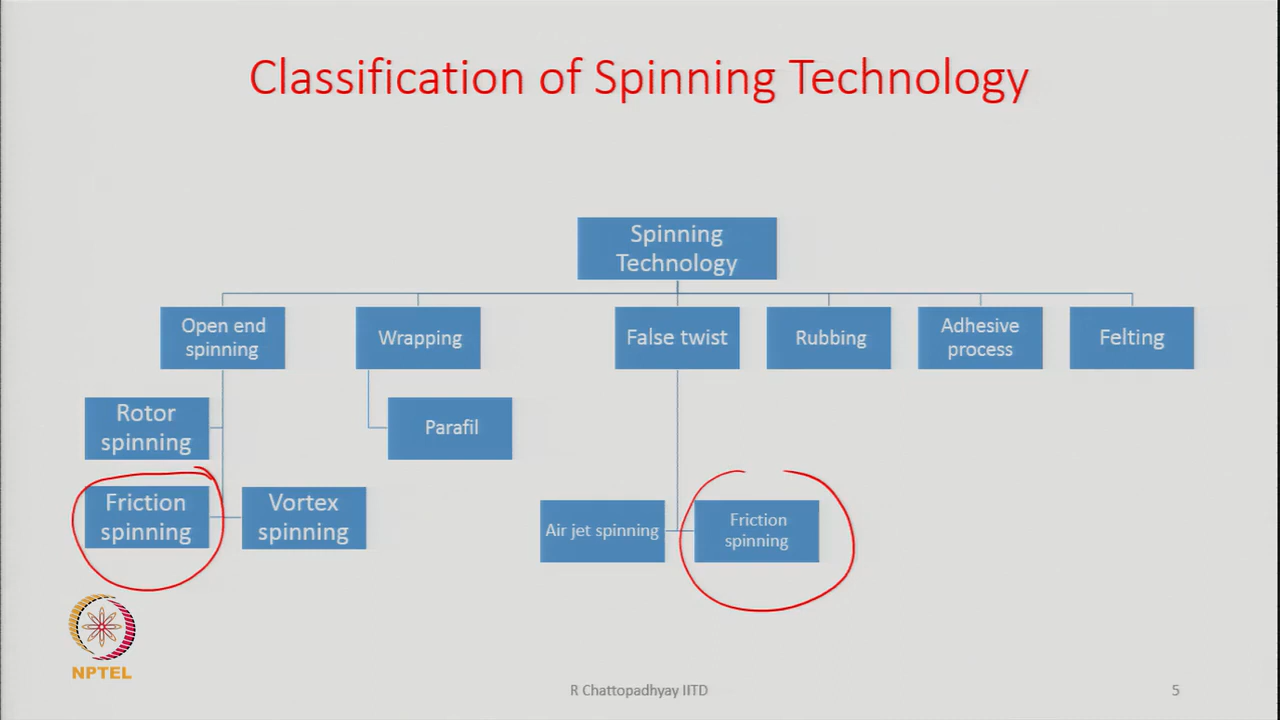 Classification of Spinning Technology
Spinning
Technology
Open end
spinning
Wrapping
False twist
Rubbing
Adhesive
process
Felting
Rotor
spinning
Parafil
Friction
spinning
Vortex
spinning
Air jet spinning
Friction
spinning
NPTEL
R Chattopadhyay IITD
5